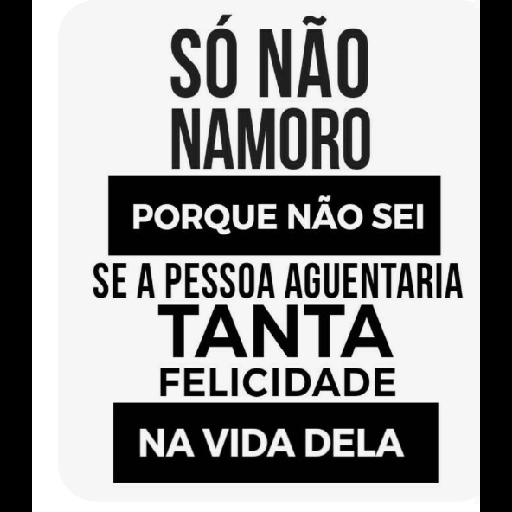 SÓ NÃO
NAMORO
PORQUE NÃO SEI
SE A PESSOA AGUENTARIA
TANTA
FELICIDADE
NA VIDA DELA